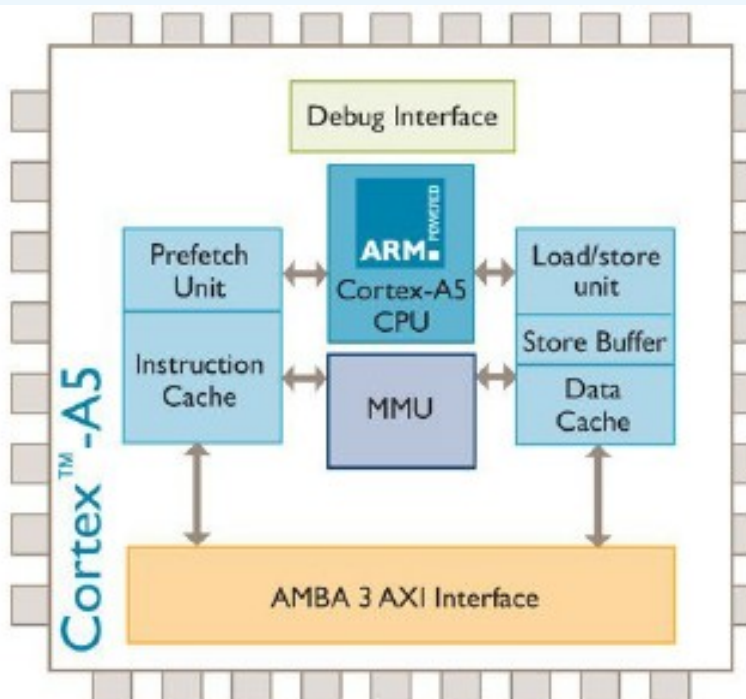 Debug Interface
ARM
POWERED
Cortex-A5
CPU
Prefetch
Unit
Instruction
Cache
MMU
Load/store
unit
Store Buffer
Data
Cache
AMBA 3 AXI Interface
Cortex™-A5